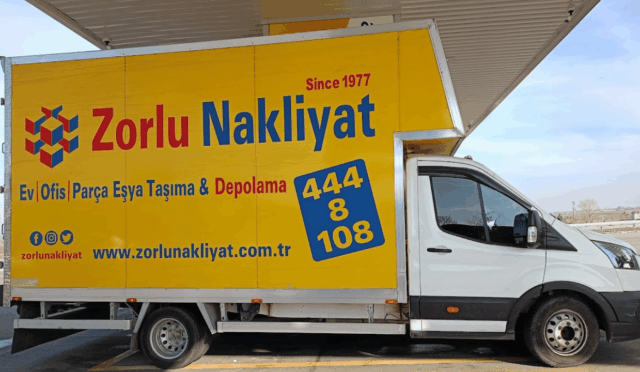 Since 1977
Zorlu Nakliyat
Ev | Ofis | Parça Eşya Taşıma & Depolama
444
8
108
zorlunakliyat
www.zorlunakliyat.com.tr